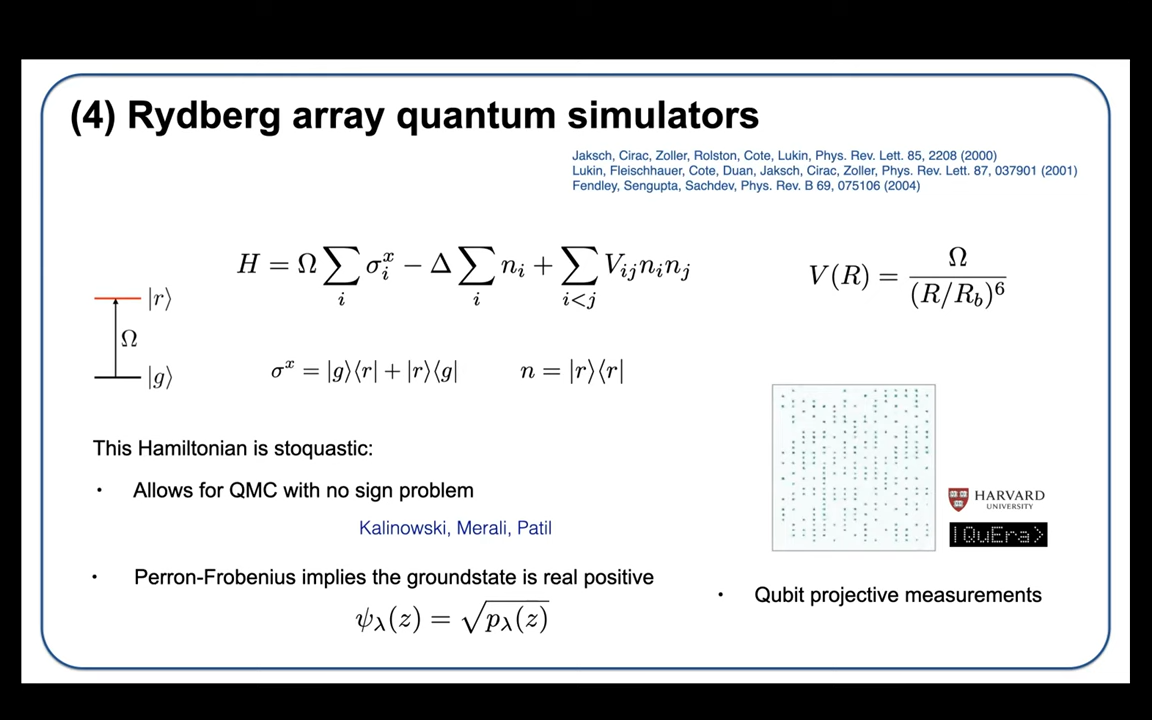 (4) Rydberg array quantum simulators
Jaksch, Cirac, Zoller, Rolston, Cote, Lukin, Phys. Rev. Lett. 85, 2208 (2000)
Lukin, Fleischhauer, Cote, Duan, Jaksch, Cirac, Zoller, Phys. Rev. Lett. 87, 037901 (2001)
Fendley, Sengupta, Sachdev, Phys. Rev. B 69, 075106 (2004)
H = Ω ∑_i σ_i^x − Δ ∑_i n_i + ∑_{i<j} V_{ij} n_i n_j
V(R) = Ω / (R/R_b)^6
|r⟩
Ω
|g⟩
σ^x = |g⟩⟨r| + |r⟩⟨g|
n = |r⟩⟨r|
This Hamiltonian is stoquastic:
• Allows for QMC with no sign problem
Kalinowski, Merali, Patil
• Perron-Frobenius implies the groundstate is real positive
ψ_λ(z) = √p_λ(z)
HARVARD
UNIVERSITY
|QuEra>
• Qubit projective measurements